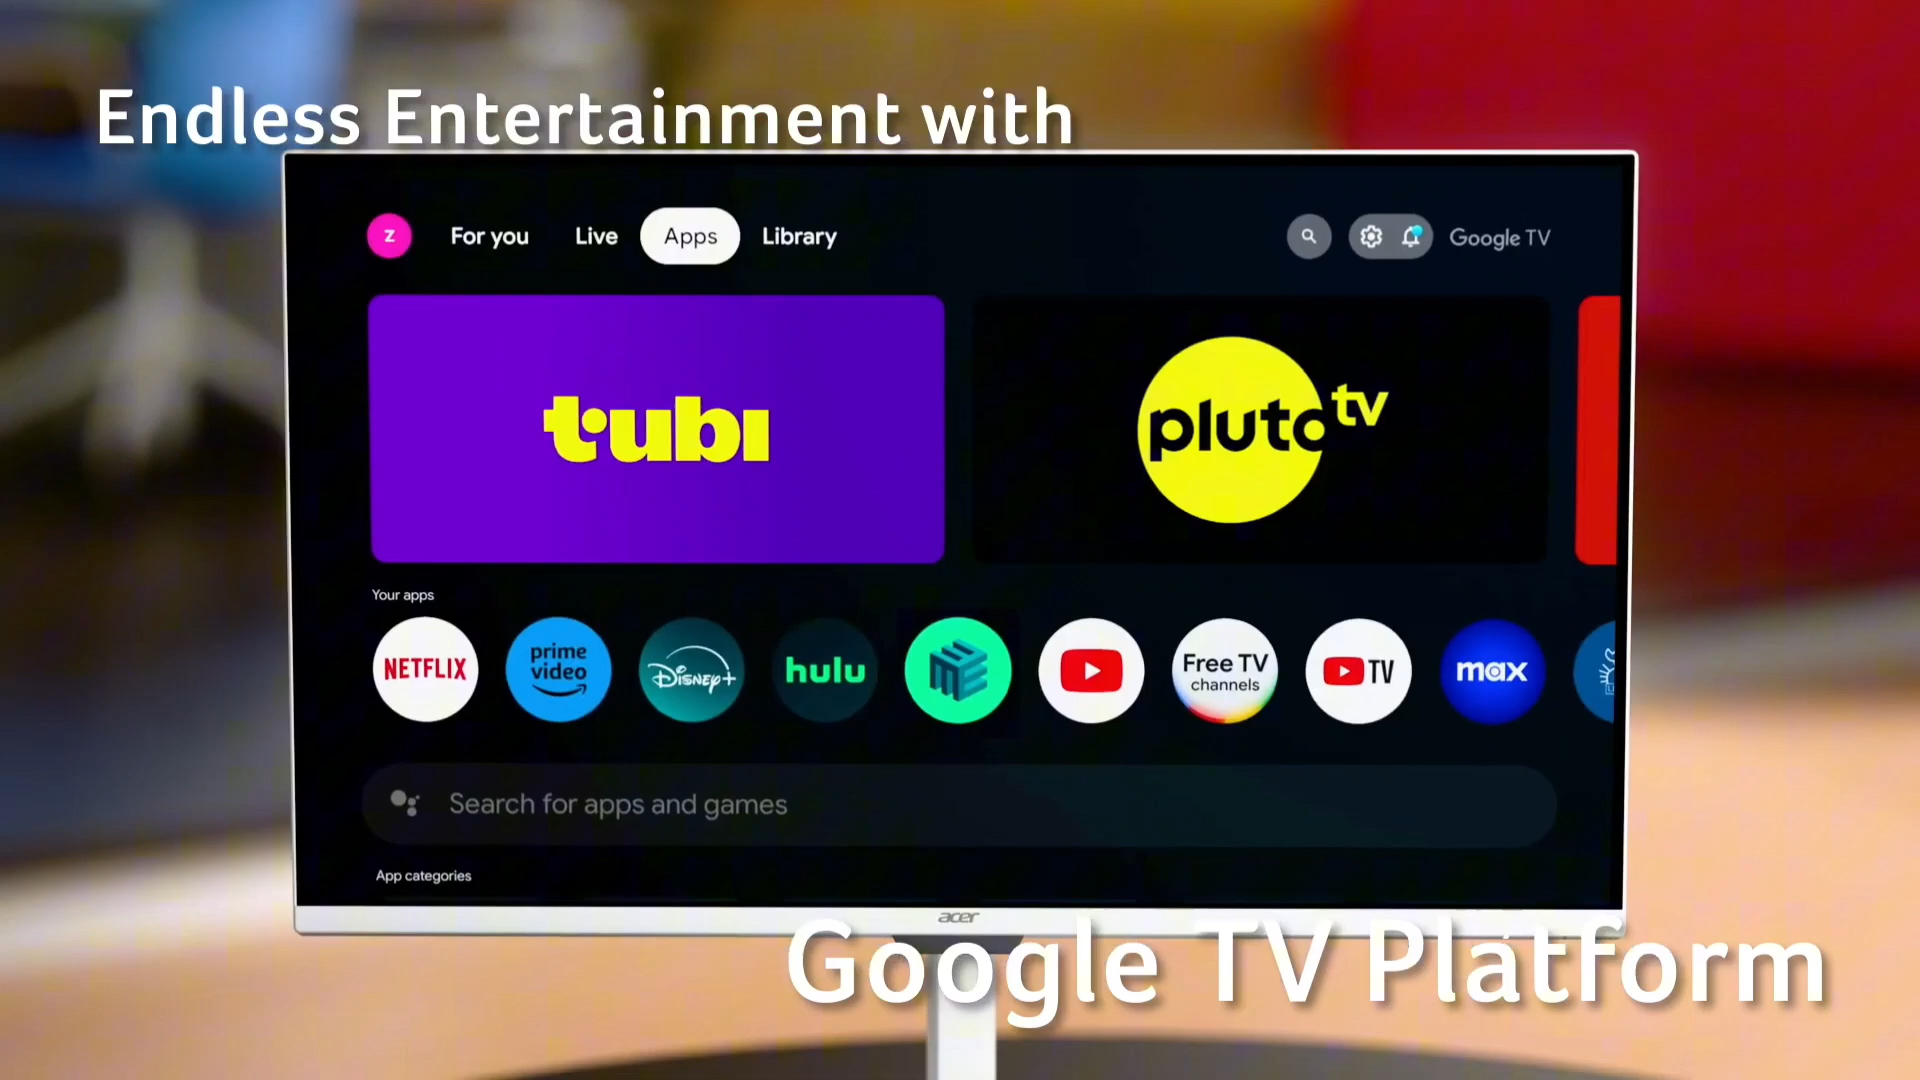 Endless Entertainment with
Z
For you
Live
Apps
Library
Google TV
tubi
pluto tv
Your apps
NETFLIX
prime video
Disney+
hulu
ME
Free TV channels
TV
max
Search for apps and games
App categories
acer
Google TV Platform